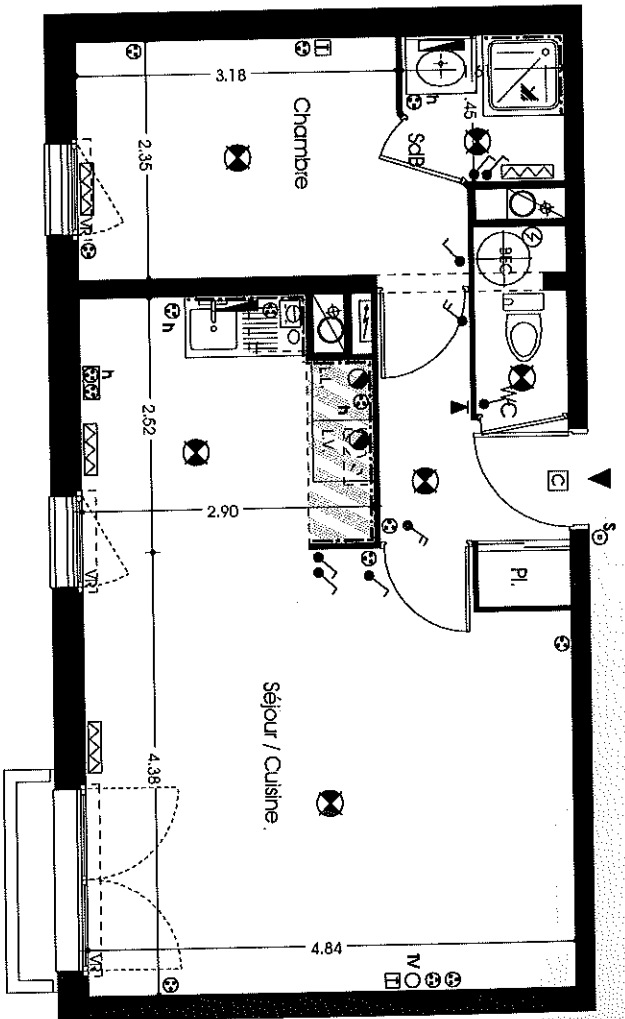 3.18
2.35
Chambre
SdB
.45
h
VR
BEC
WC
C
S
Pl.
h
h
h
LL
LV
2.52
2.90
VR
Séjour / Cuisine.
4.38
4.84
TV
T
T
VR